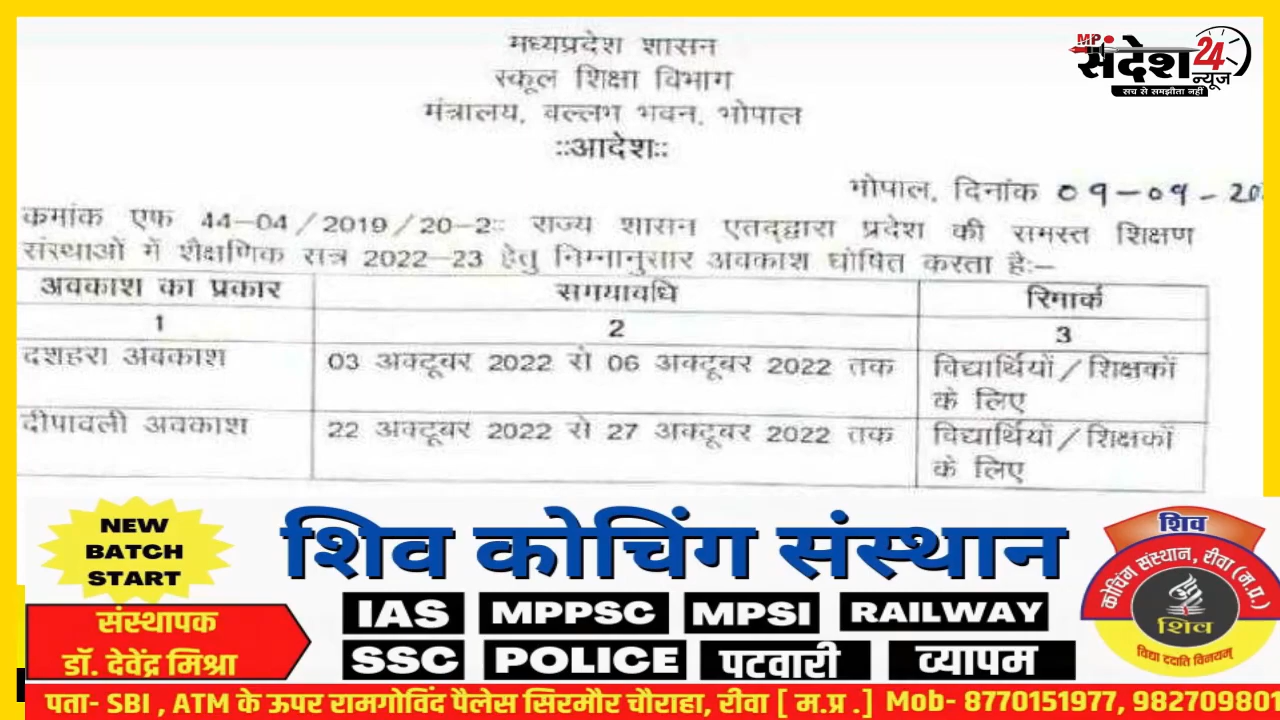 मध्यप्रदेश शासन
स्कूल शिक्षा विभाग
मंत्रालय, वल्लभ भवन, भोपाल
::आदेश::
MP
संदेश 24
न्यूज
सच से समझौता नहीं
भोपाल, दिनांक 09-09-20
कमांक एफ 44-04/2019/20-2:: राज्य शासन एतद्द्वारा प्रदेश की समस्त शिक्षण
संस्थाओं में शैक्षणिक सत्र 2022-23 हेतु निम्नानुसार अवकाश घोषित करता है:-
अवकाश का प्रकार समयावधि रिमार्क
1 2 3
दशहरा अवकाश 03 अक्टूबर 2022 से 06 अक्टूबर 2022 तक विद्यार्थियों/शिक्षकों
के लिए
दीपावली अवकाश 22 अक्टूबर 2022 से 27 अक्टूबर 2022 तक विद्यार्थियों/शिक्षकों
के लिए
NEW
BATCH
START
शिव कोचिंग संस्थान
संस्थापक
डॉ. देवेंद्र मिश्रा
IAS MPPSC MPSI RAILWAY
SSC POLICE पटवारी व्यापम
शिव
कोचिंग संस्थान, रीवा (म.प्र.)
शिव
विद्या ददाति विनयम्
पता- SBI , ATM के ऊपर रामगोविंद पैलेस सिरमौर चौराहा, रीवा [ म.प्र .] Mob- 8770151977, 982709801